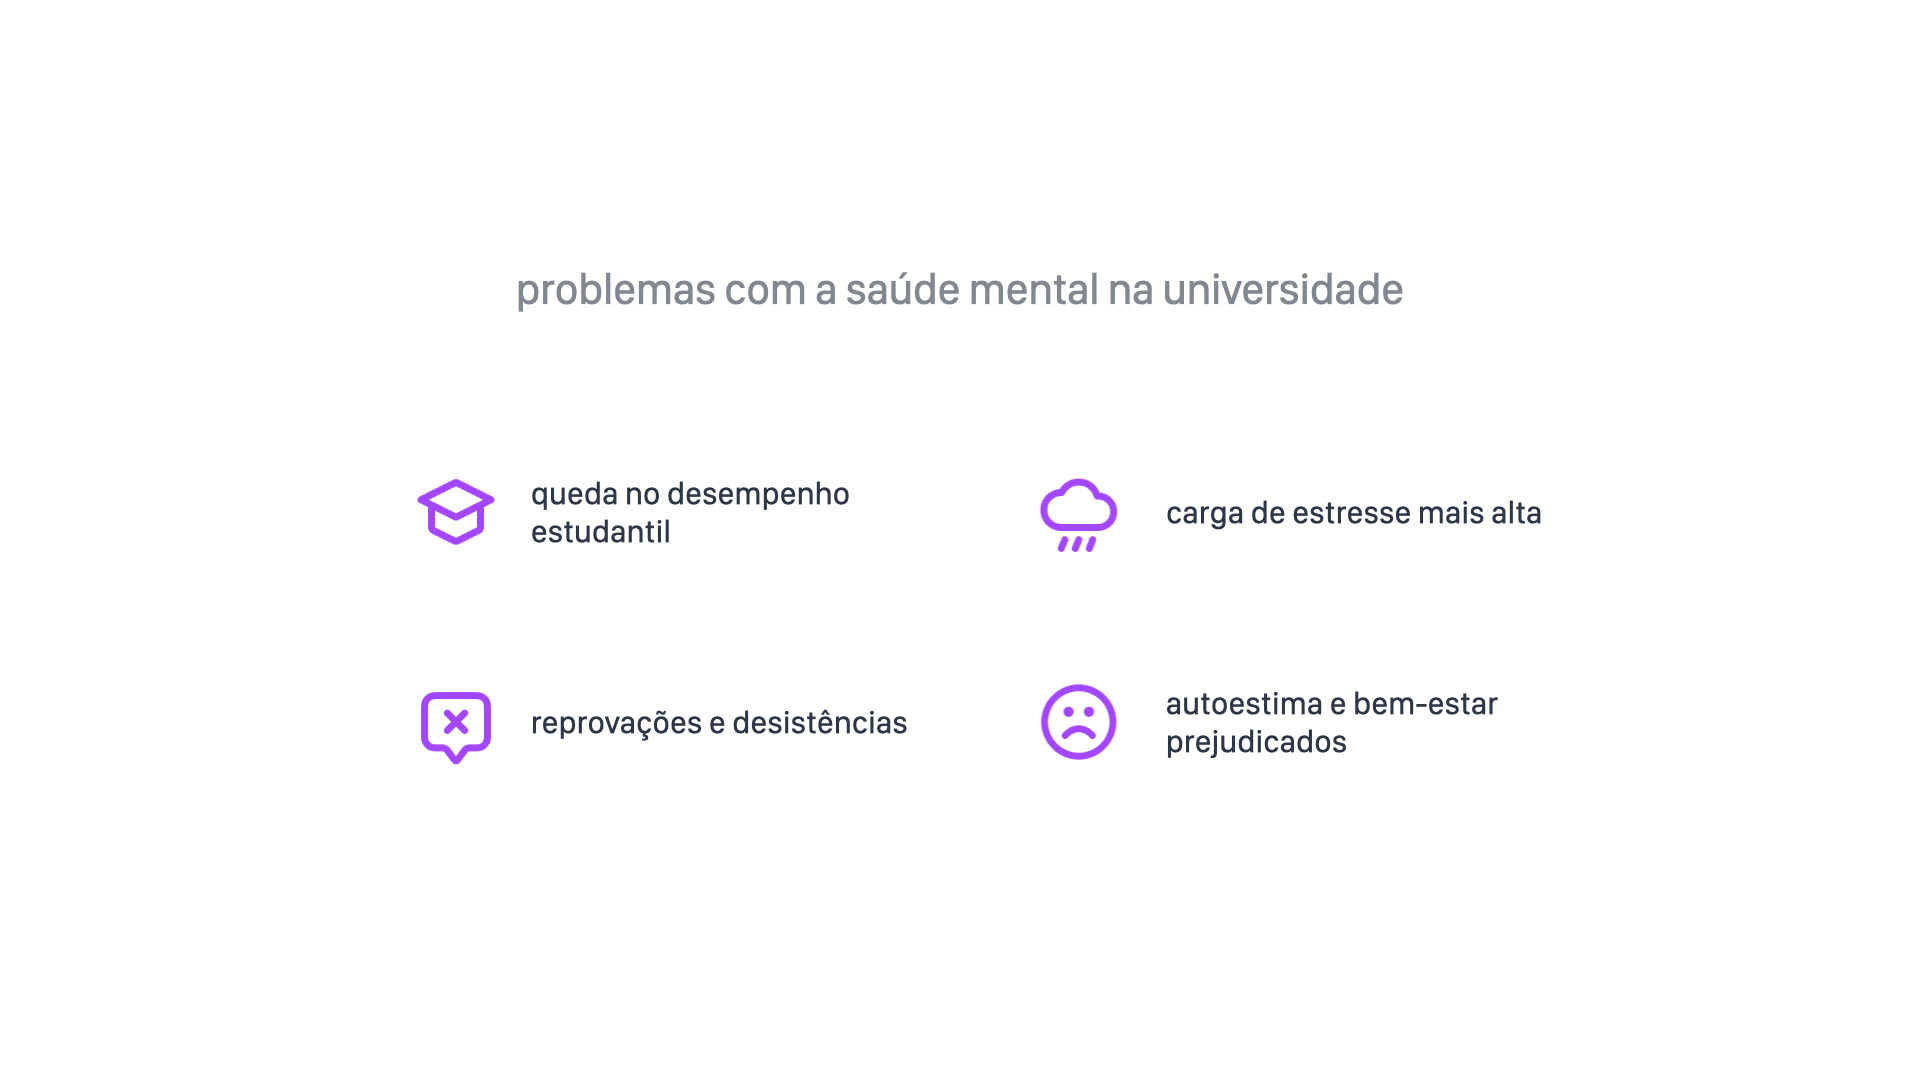 problemas com a saúde mental na universidade
queda no desempenho
estudantil
carga de estresse mais alta
reprovações e desistências
autoestima e bem-estar
prejudicados